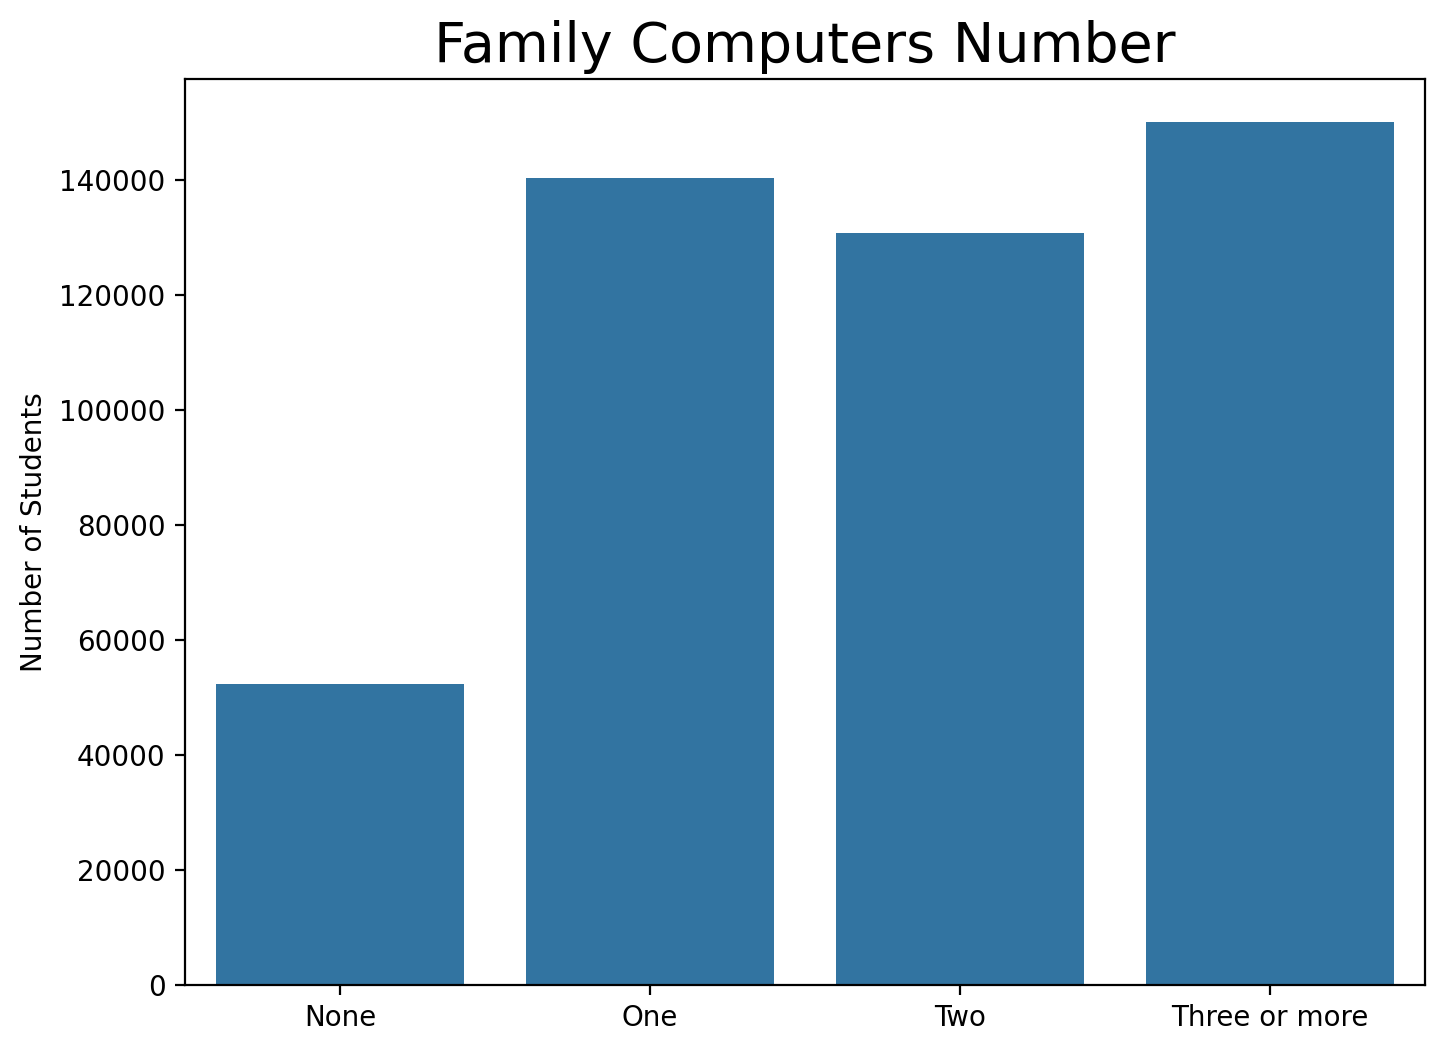 Family Computers Number
140000
120000
100000
80000
60000
40000
20000
0
Number of Students
None
One
Two
Three or more